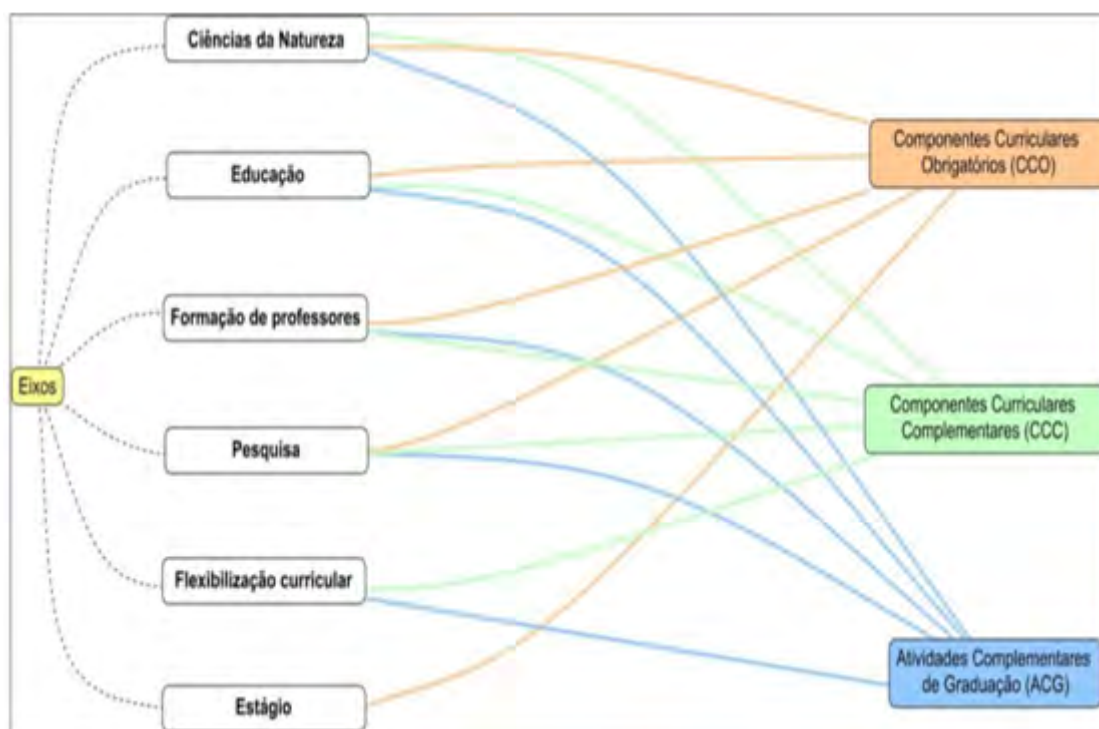 Eixos
Ciências da Natureza
Educação
Formação de professores
Pesquisa
Flexibilização curricular
Estágio
Componentes Curriculares
Obrigatórios (CCO)
Componentes Curriculares
Complementares (CCC)
Atividades Complementares
de Graduação (ACG)